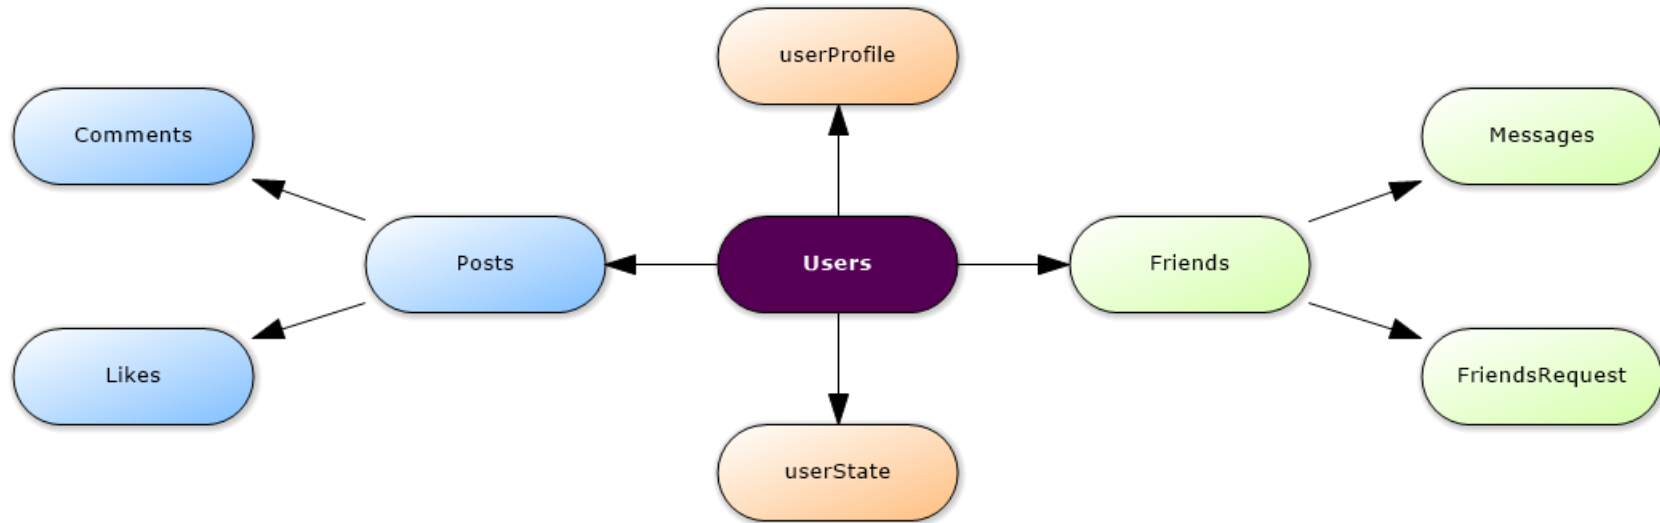 userProfile
Comments
Messages
Posts
Users
Friends
Likes
FriendsRequest
userState